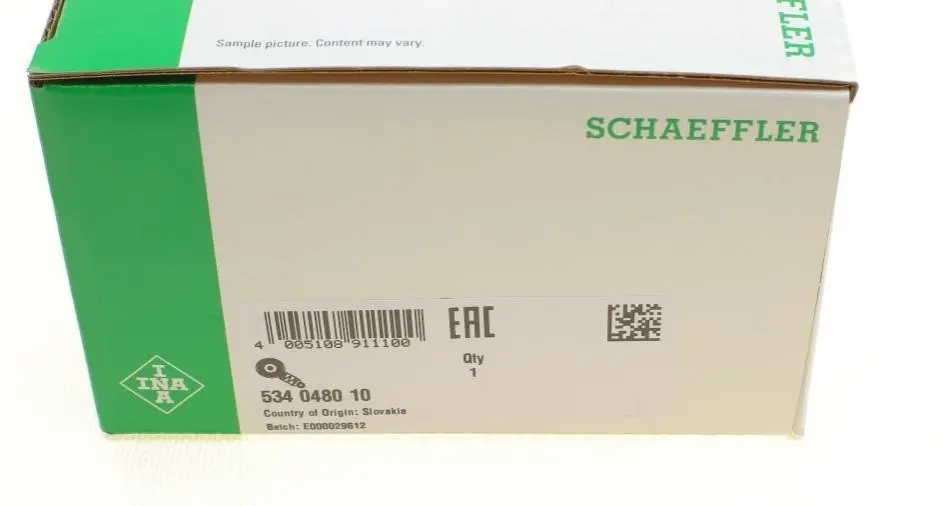 Sample picture. Content may vary.
FFLER
SCHAEFFLER
EAC
4 005108 911100
Qty
1
534 0480 10
Country of Origin: Slovakia
Batch: E000029612
I
INA
A